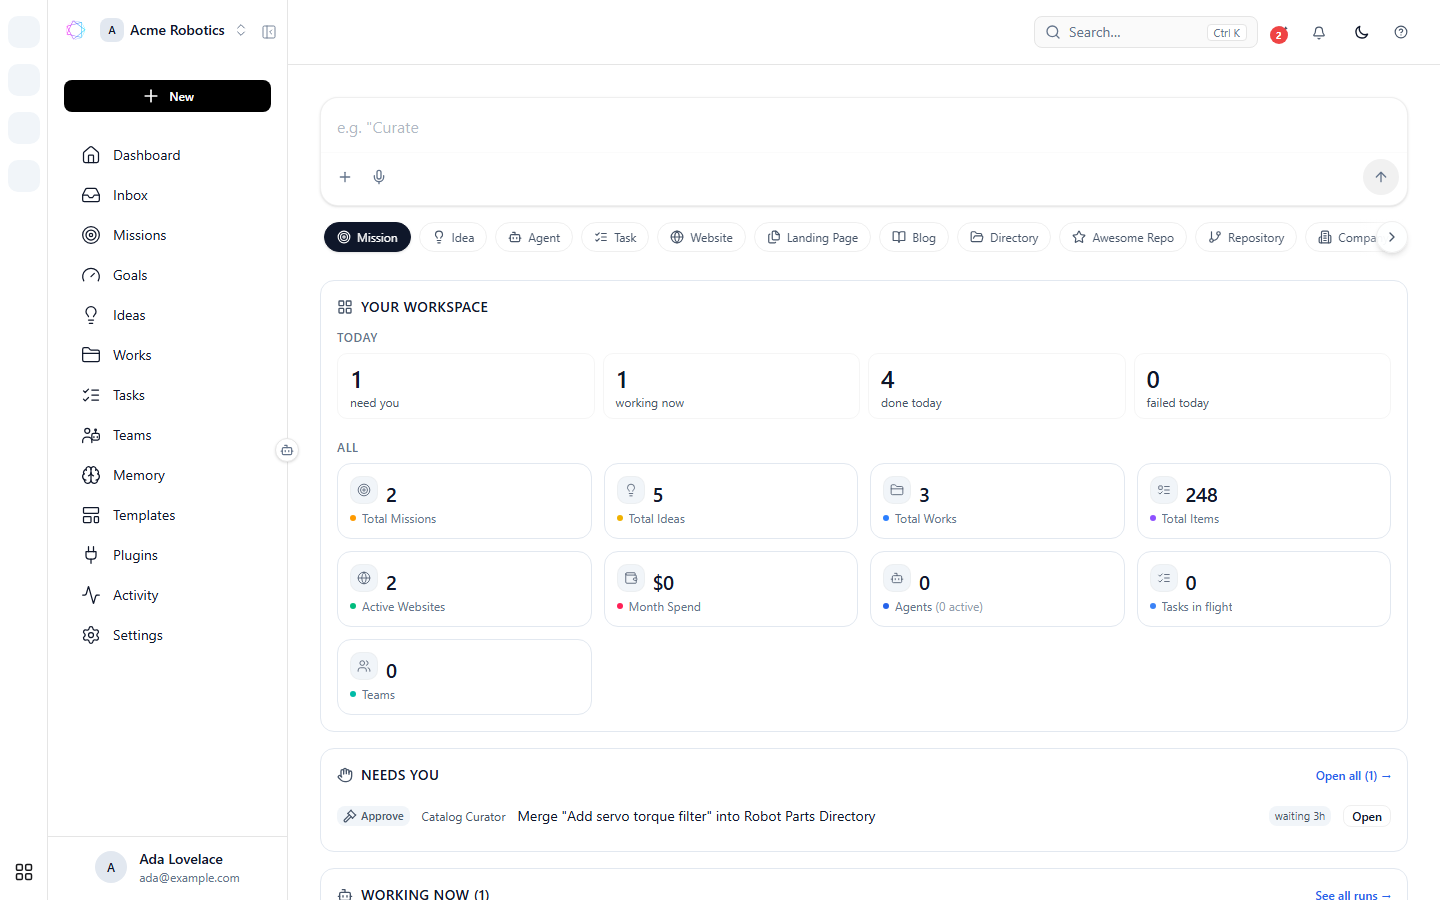 A Acme Robotics
Search... Ctrl K
2
New
Dashboard
Inbox
Missions
Goals
Ideas
Works
Tasks
Teams
Memory
Templates
Plugins
Activity
Settings
A Ada Lovelace
ada@example.com
e.g. "Curate
Mission Idea Agent Task Website Landing Page Blog Directory Awesome Repo Repository Compa
YOUR WORKSPACE
TODAY
1 need you
1 working now
4 done today
0 failed today
ALL
2 Total Missions
5 Total Ideas
3 Total Works
248 Total Items
2 Active Websites
$0 Month Spend
0 Agents (0 active)
0 Tasks in flight
0 Teams
NEEDS YOU Open all (1) →
Approve Catalog Curator Merge "Add servo torque filter" into Robot Parts Directory waiting 3h Open
WORKING NOW (1) See all runs →